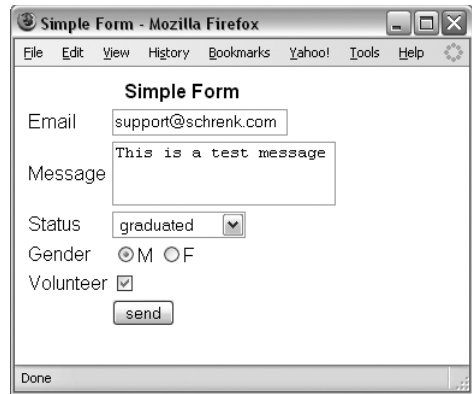 Simple Form - Mozilla Firefox
File Edit View History Bookmarks Yahoo! Tools Help
Simple Form
Email support@schrenk.com
Message This is a test message
Status graduated
Gender M F
Volunteer
send
Done